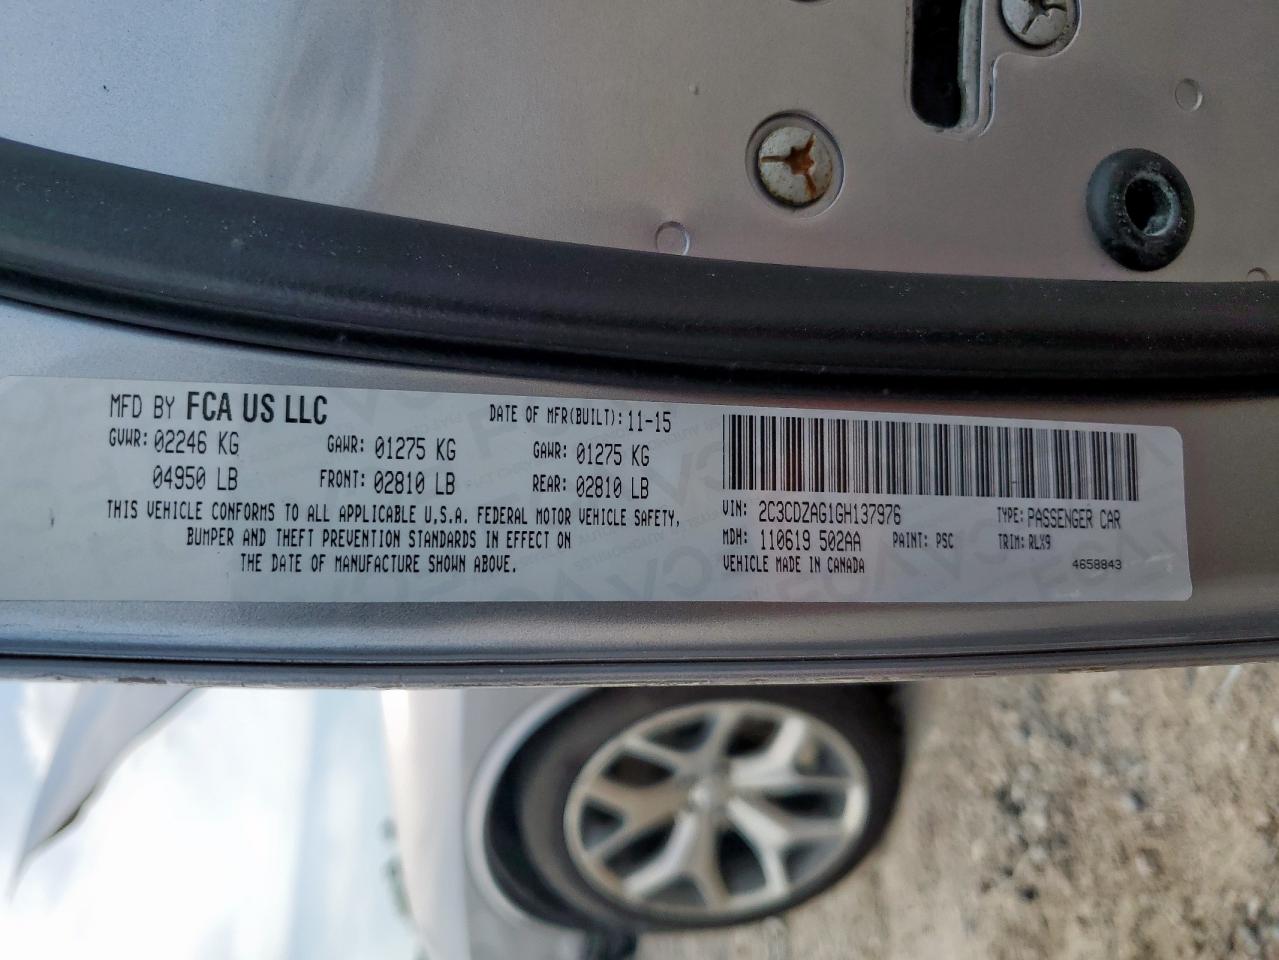 MFD BY FCA US LLC DATE OF MFR(BUILT): 11-15
GVWR: 02246 KG GAWR: 01275 KG GAWR: 01275 KG
04950 LB FRONT: 02810 LB REAR: 02810 LB
THIS VEHICLE CONFORMS TO ALL APPLICABLE U.S.A. FEDERAL MOTOR VEHICLE SAFETY,
BUMPER AND THEFT PREVENTION STANDARDS IN EFFECT ON
THE DATE OF MANUFACTURE SHOWN ABOVE.
VIN: 2C3CDZAG1GH137976 TYPE: PASSENGER CAR
MDH: 110619 502AA PAINT: PSC TRIM: RLX9
VEHICLE MADE IN CANADA 4658843